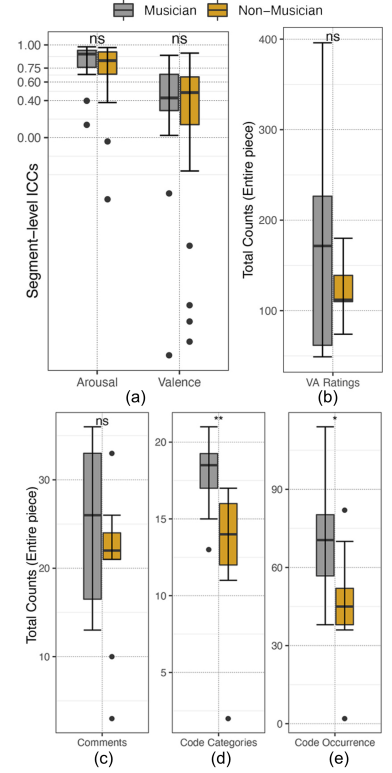 Musician Non−Musician
ns ns
1.00
0.75
0.60
0.40
0.00
Segment−level ICCs
Arousal Valence
(a)
ns
400
300
200
100
Total Counts (Entire piece)
VA Ratings
(b)
ns
30
20
10
Total Counts (Entire piece)
Comments
(c)
**
20
15
10
5
Code Categories
(d)
*
90
60
30
0
Code Occurrence
(e)